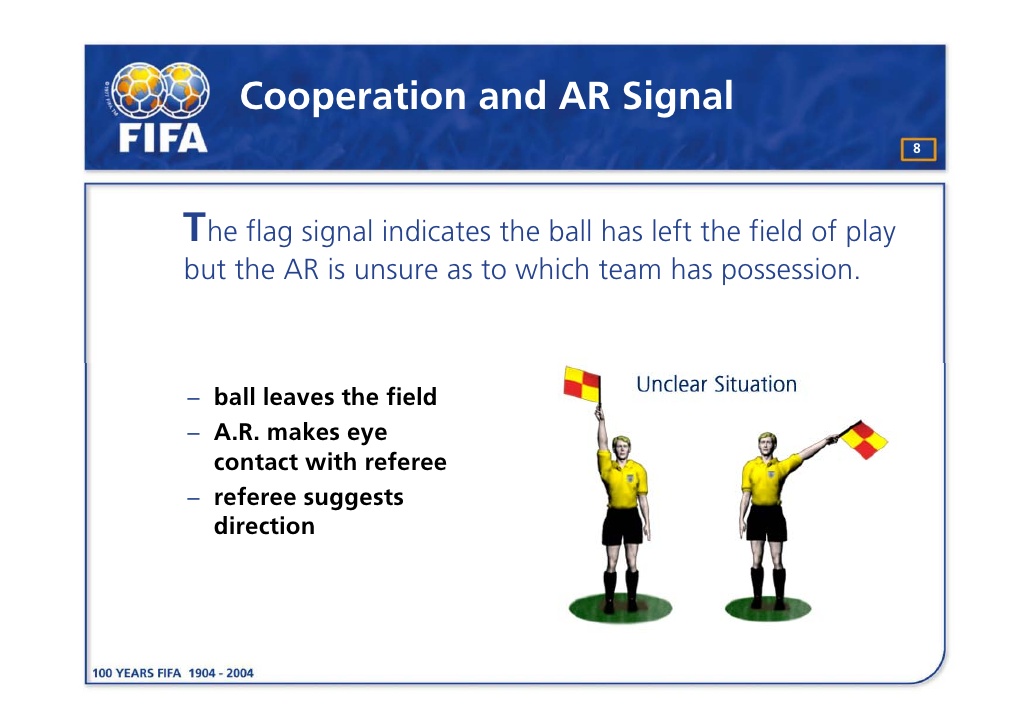 Cooperation and AR Signal
FIFA
8
The flag signal indicates the ball has left the field of play
but the AR is unsure as to which team has possession.
Unclear Situation
– ball leaves the field
– A.R. makes eye
contact with referee
– referee suggests
direction
100 YEARS FIFA 1904 - 2004